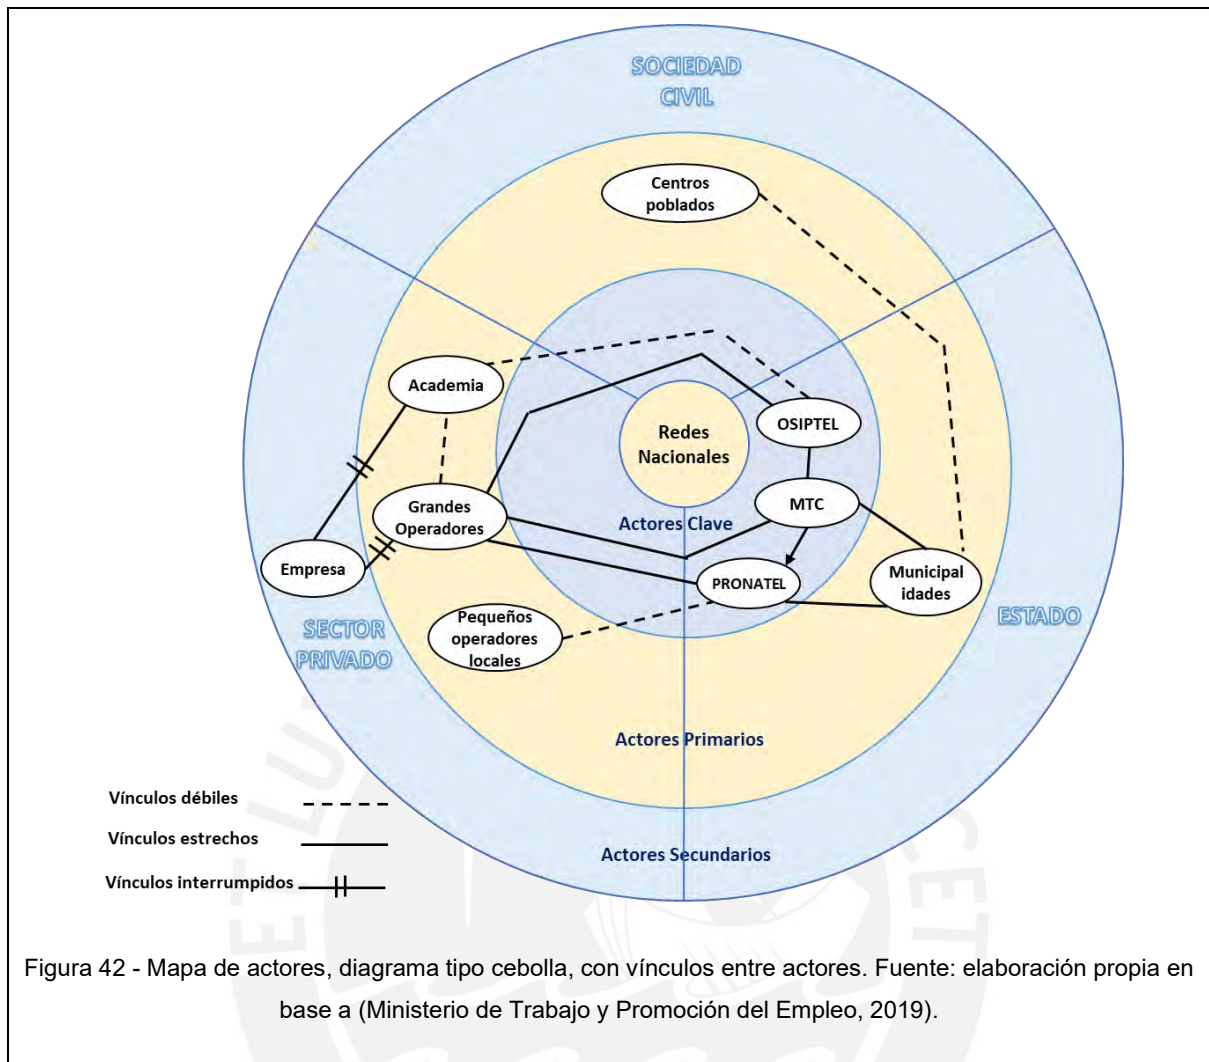 SOCIEDAD
CIVIL
Centros
poblados
Academia
OSIPTEL
Redes
Nacionales
Grandes
Operadores
MTC
Actores Clave
Empresa
PRONATEL
Municipal
idades
SECTOR
PRIVADO
Pequeños
operadores
locales
ESTADO
Actores Primarios
Vínculos débiles
Vínculos estrechos
Actores Secundarios
Vínculos interrumpidos
Figura 42 - Mapa de actores, diagrama tipo cebolla, con vínculos entre actores. Fuente: elaboración propia en
base a (Ministerio de Trabajo y Promoción del Empleo, 2019).